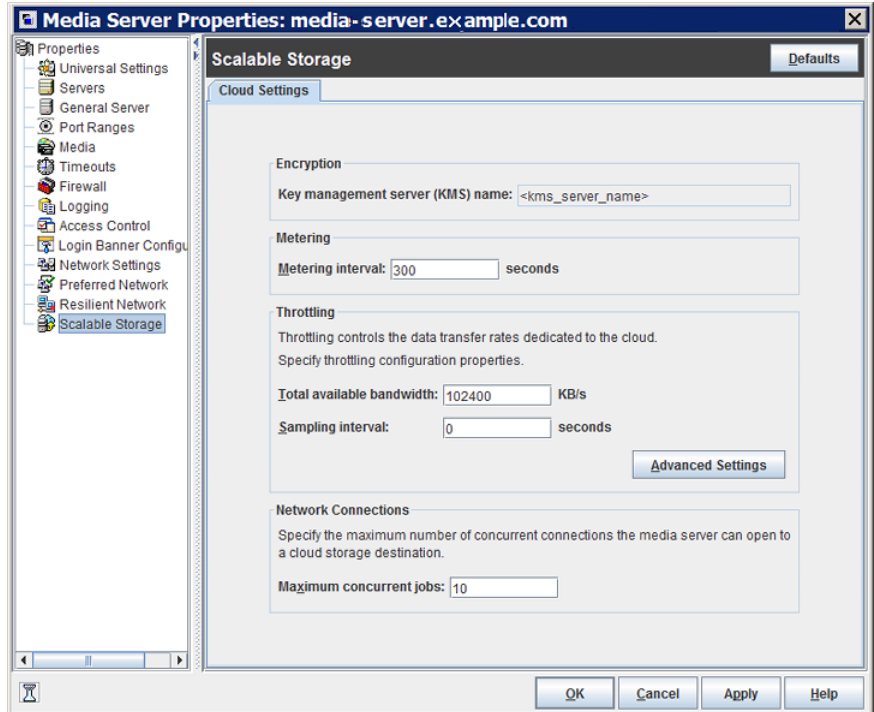 Media Server Properties: media-server.example.com
Properties
Universal Settings
Servers
General Server
Port Ranges
Media
Timeouts
Firewall
Logging
Access Control
Login Banner Configu
Network Settings
Preferred Network
Resilient Network
Scalable Storage
Scalable Storage
Defaults
Cloud Settings
Encryption
Key management server (KMS) name: <kms_server_name>
Metering
Metering interval: 300 seconds
Throttling
Throttling controls the data transfer rates dedicated to the cloud.
Specify throttling configuration properties.
Total available bandwidth: 102400 KB/s
Sampling interval: 0 seconds
Advanced Settings
Network Connections
Specify the maximum number of concurrent connections the media server can open to
a cloud storage destination.
Maximum concurrent jobs: 10
OK Cancel Apply Help